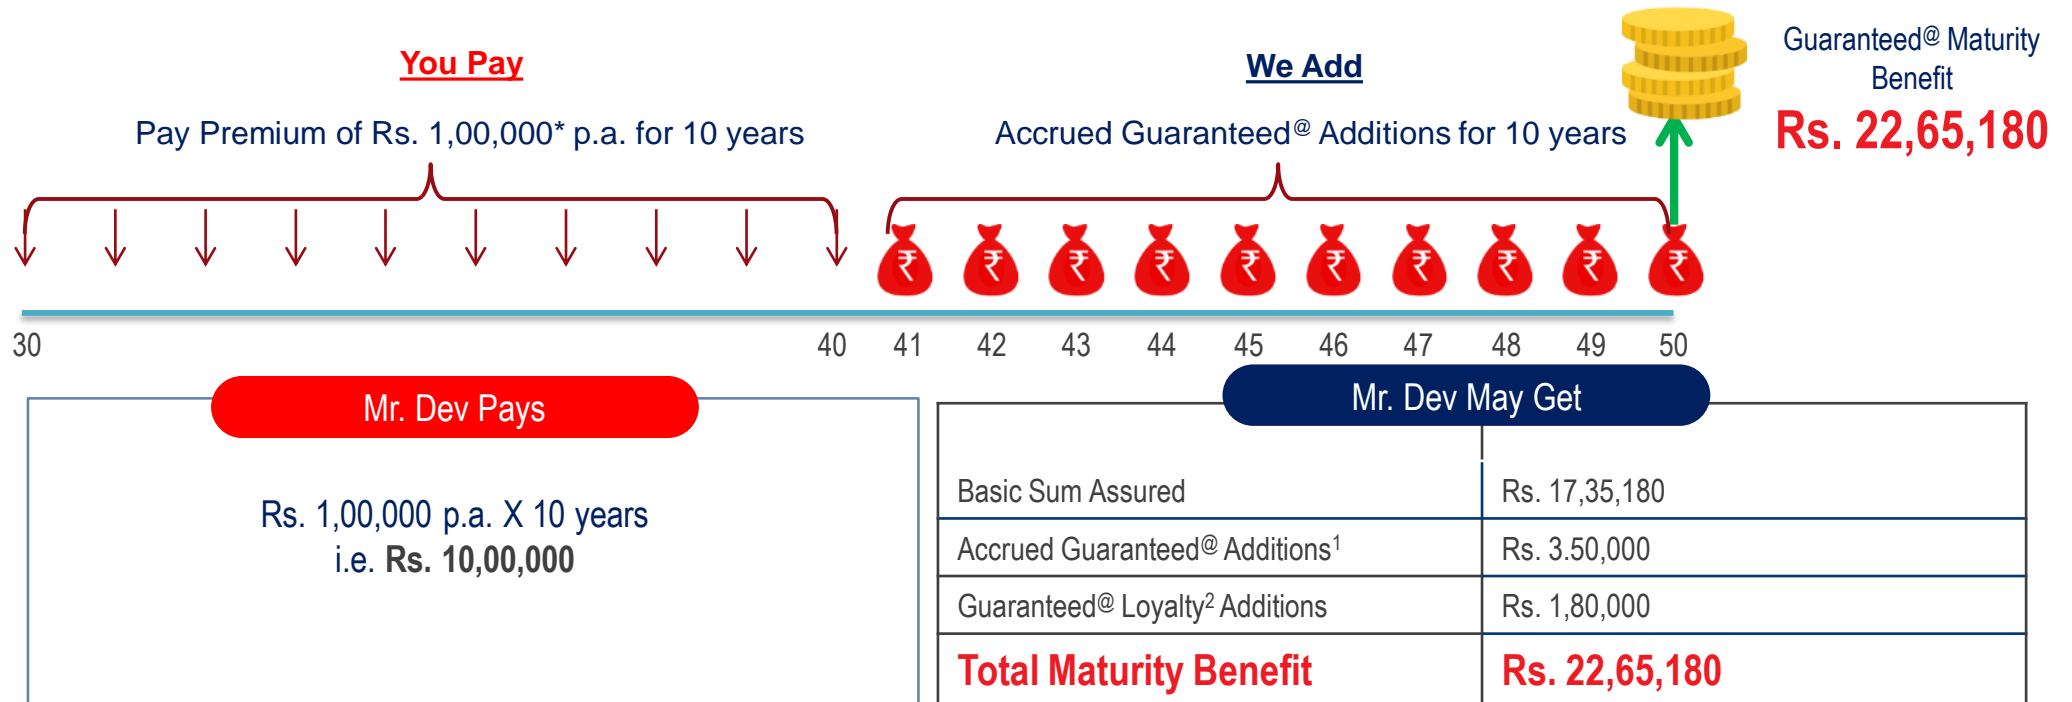 You Pay
We Add
Guaranteed@ Maturity
Benefit
Rs. 22,65,180
Pay Premium of Rs. 1,00,000* p.a. for 10 years
Accrued Guaranteed@ Additions for 10 years
₹ ₹ ₹ ₹ ₹ ₹ ₹ ₹ ₹ ₹
30 40 41 42 43 44 45 46 47 48 49 50
Mr. Dev Pays
Rs. 1,00,000 p.a. X 10 years
i.e. Rs. 10,00,000
Mr. Dev May Get
Basic Sum Assured Rs. 17,35,180
Accrued Guaranteed@ Additions1 Rs. 3.50,000
Guaranteed@ Loyalty2 Additions Rs. 1,80,000
Total Maturity Benefit Rs. 22,65,180